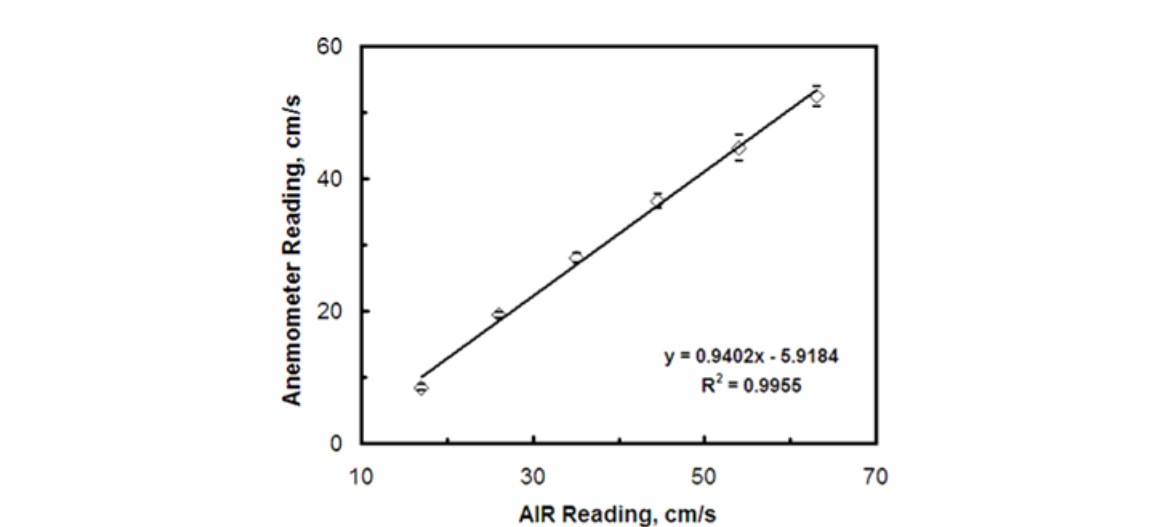 60
40
20
0
Anemometer Reading, cm/s
y = 0.9402x - 5.9184
R² = 0.9955
10 30 50 70
AIR Reading, cm/s